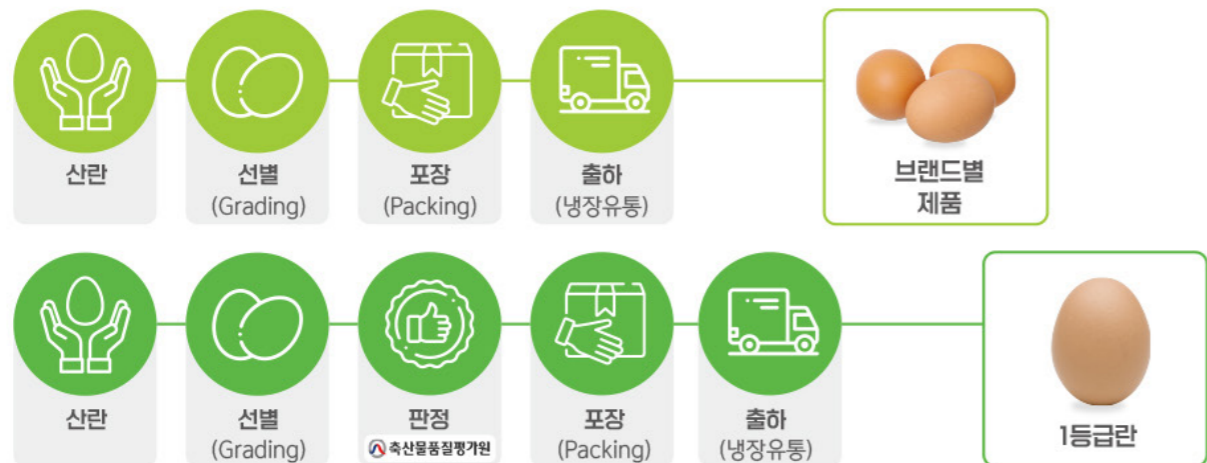 산란
선별
(Grading)
포장
(Packing)
출하
(냉장유통)
브랜드별
제품
산란
선별
(Grading)
판정
축산물품질평가원
포장
(Packing)
출하
(냉장유통)
1등급란